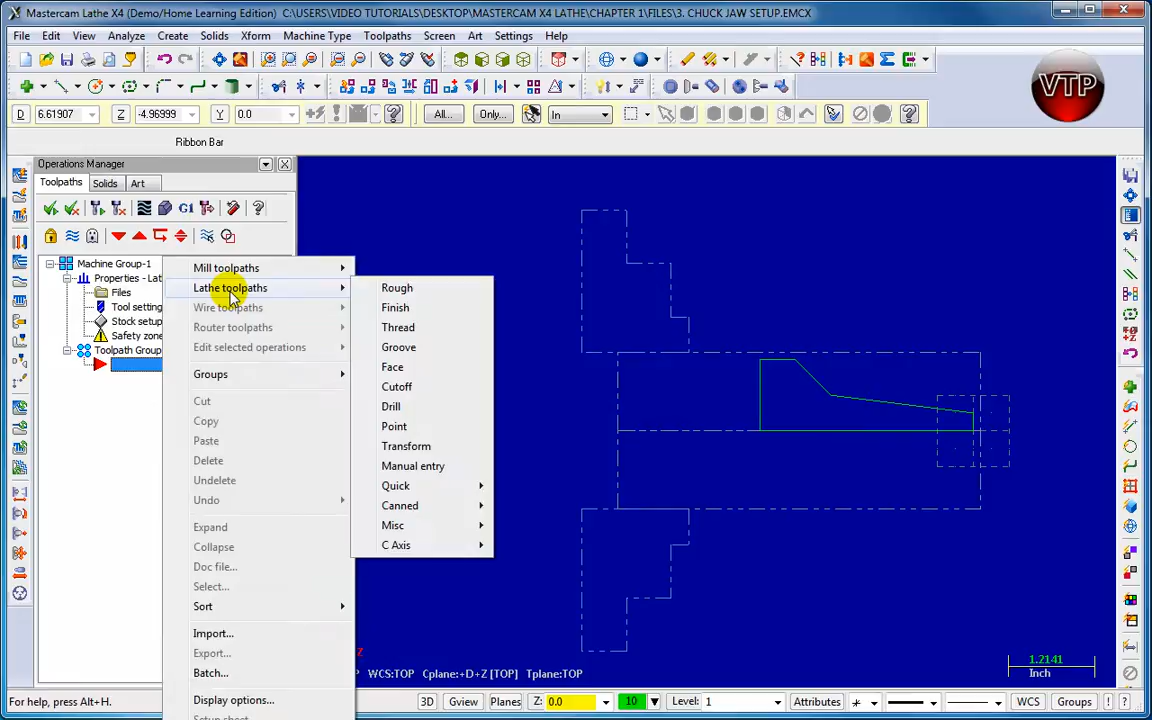 Mastercam Lathe X4 (Demo/Home Learning Edition) C:\USERS\VIDEO TUTORIALS\DESKTOP\MASTERCAM X4 LATHE\CHAPTER 1\FILES\3. CHUCK JAW SETUP.EMCX
File Edit View Analyze Create Solids Xform Machine Type Toolpaths Screen Art Settings Help
VTP
D 6.61907 Z -4.96999 Y 0.0 All... Only... In
Ribbon Bar
Operations Manager
Toolpaths Solids Art
G1
Machine Group-1
Properties - Lat
Files
Tool setting
Stock setup
Safety zone
Toolpath Group
Mill toolpaths
Lathe toolpaths
Wire toolpaths
Router toolpaths
Edit selected operations
Groups
Cut
Copy
Paste
Delete
Undelete
Undo
Expand
Collapse
Doc file...
Select...
Sort
Import...
Export...
Batch...
Display options...
Setup sheet
Rough
Finish
Thread
Groove
Face
Cutoff
Drill
Point
Transform
Manual entry
Quick
Canned
Misc
C Axis
Z
WCS:TOP Cplane:+D+Z [TOP] Tplane:TOP
1.2141
Inch
For help, press Alt+H.
3D Gview Planes Z: 0.0 10 Level: 1 Attributes WCS Groups ! ?